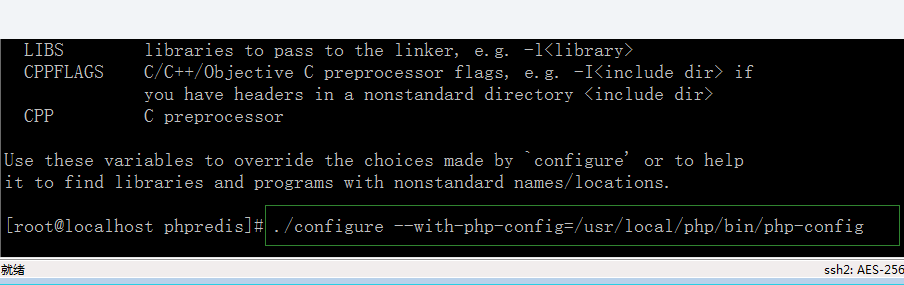 LIBS        libraries to pass to the linker, e.g. -l<library>
CPPFLAGS    C/C++/Objective C preprocessor flags, e.g. -I<include dir> if
you have headers in a nonstandard directory <include dir>
CPP         C preprocessor
Use these variables to override the choices made by `configure' or to help
it to find libraries and programs with nonstandard names/locations.
[root@localhost phpredis]# ./configure --with-php-config=/usr/local/php/bin/php-config
就绪 ssh2: AES-256